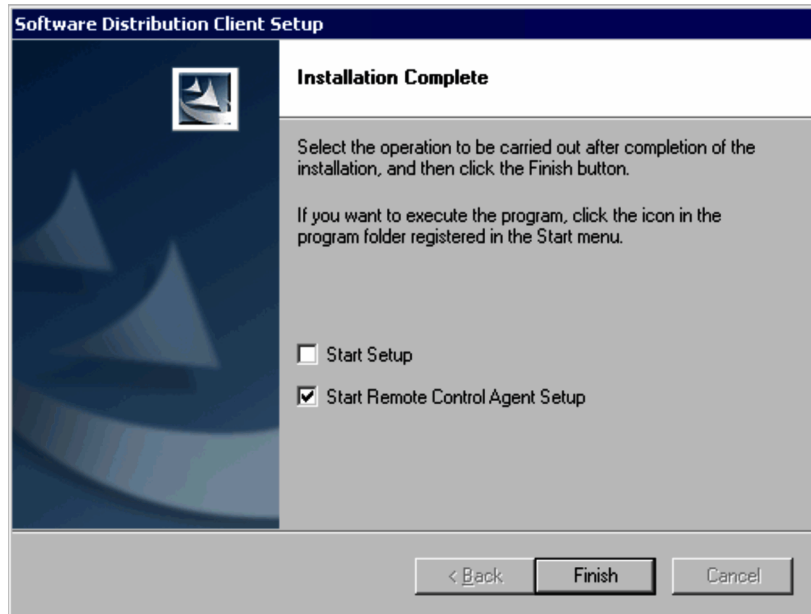 Software Distribution Client Setup
Installation Complete
Select the operation to be carried out after completion of the
installation, and then click the Finish button.
If you want to execute the program, click the icon in the
program folder registered in the Start menu.
Start Setup
Start Remote Control Agent Setup
< Back
Finish
Cancel